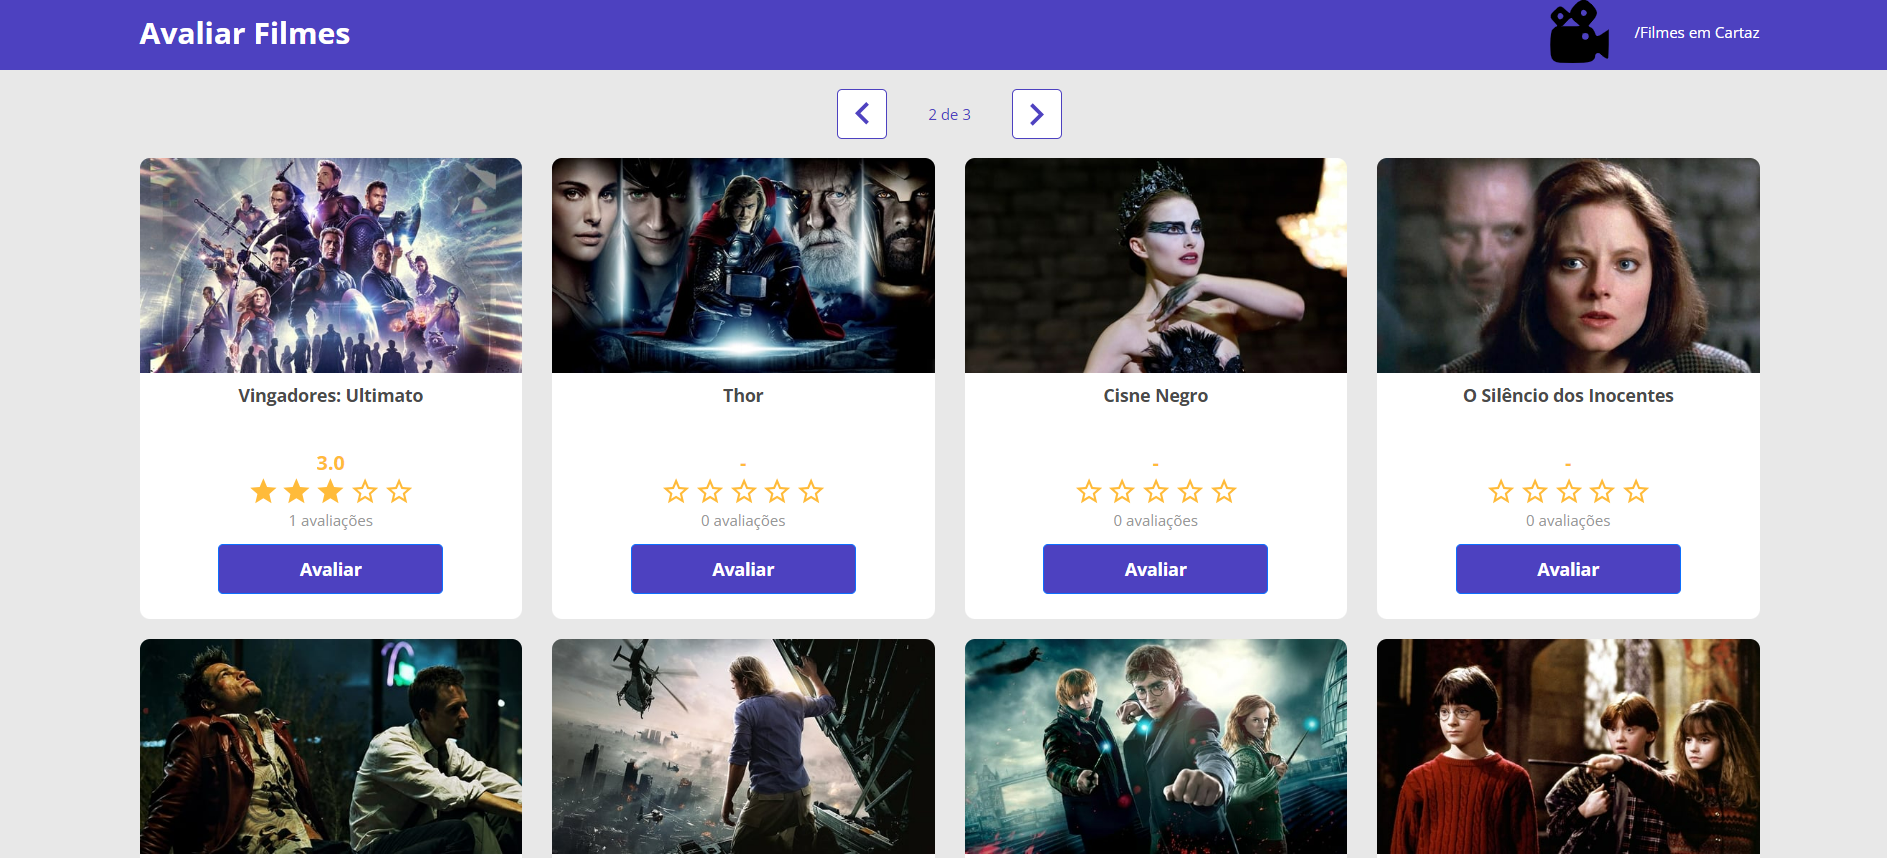 Avaliar Filmes
/Filmes em Cartaz
2 de 3
Vingadores: Ultimato
3.0
1 avaliações
Avaliar
Thor
-
0 avaliações
Avaliar
Cisne Negro
-
0 avaliações
Avaliar
O Silêncio dos Inocentes
-
0 avaliações
Avaliar